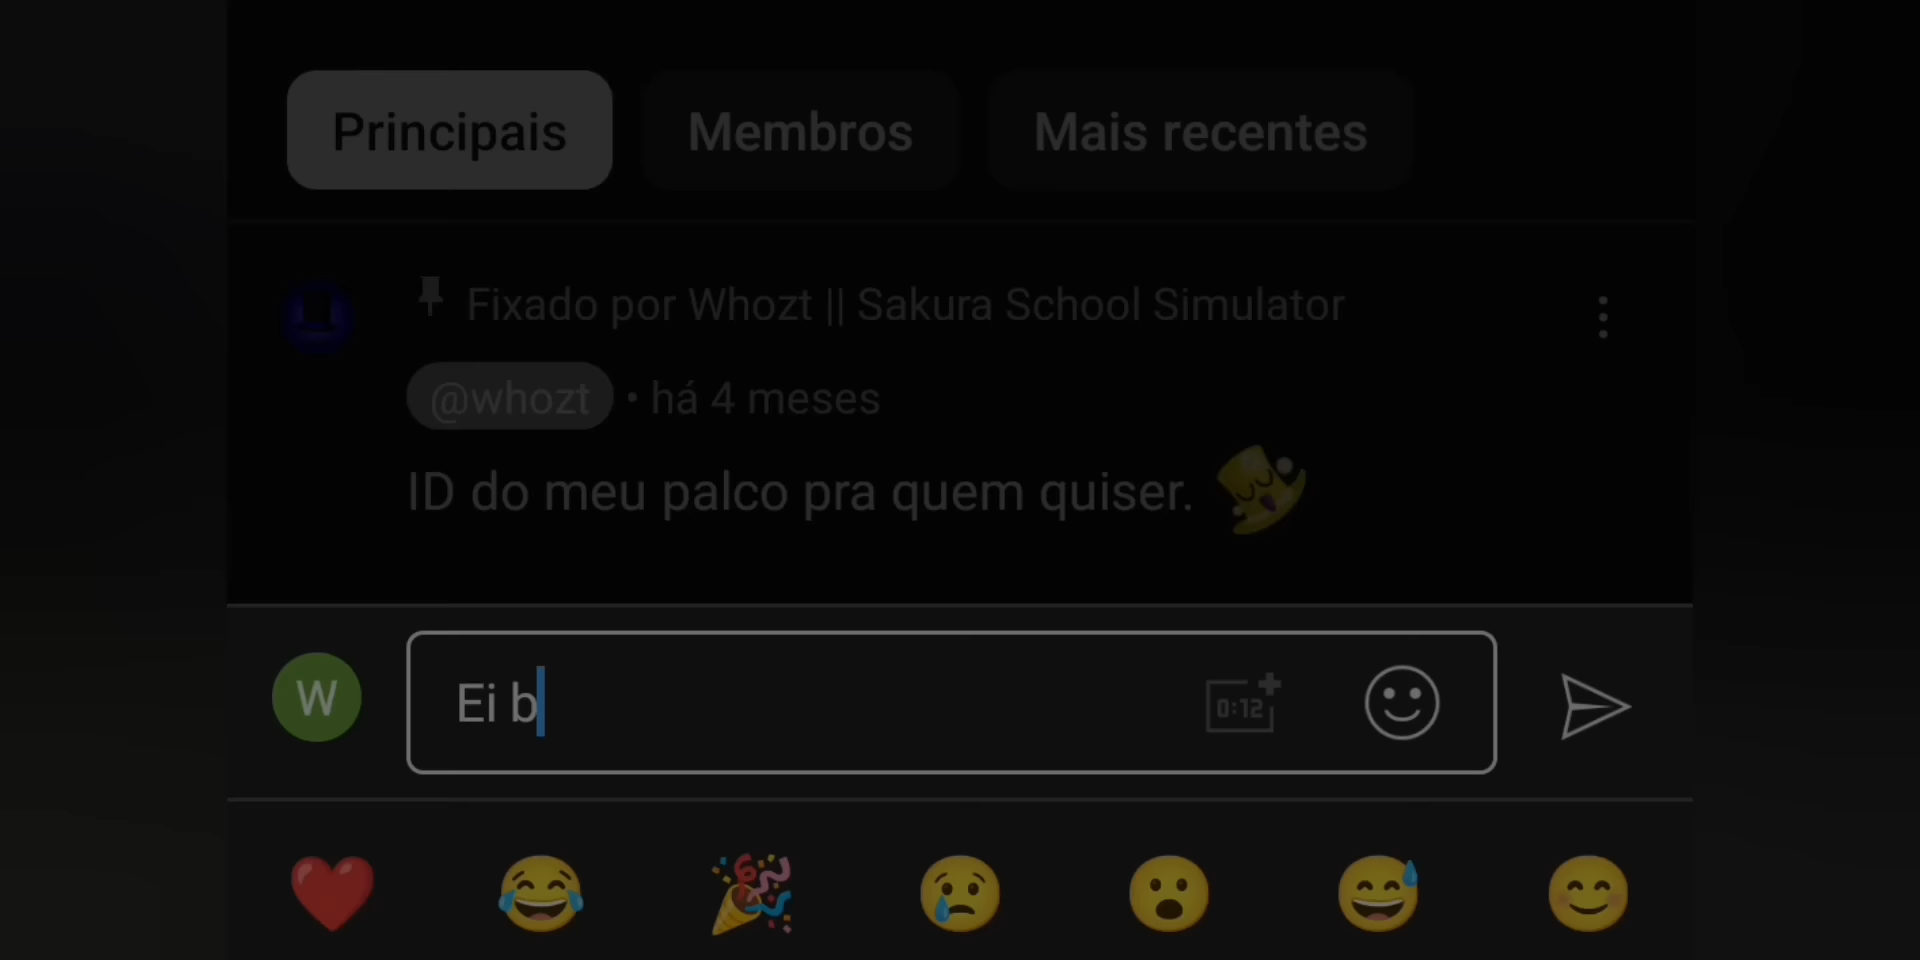 Principais
Membros
Mais recentes
Fixado por Whozt || Sakura School Simulator
@whozt • há 4 meses
ID do meu palco pra quem quiser.
W
Ei b
0:12